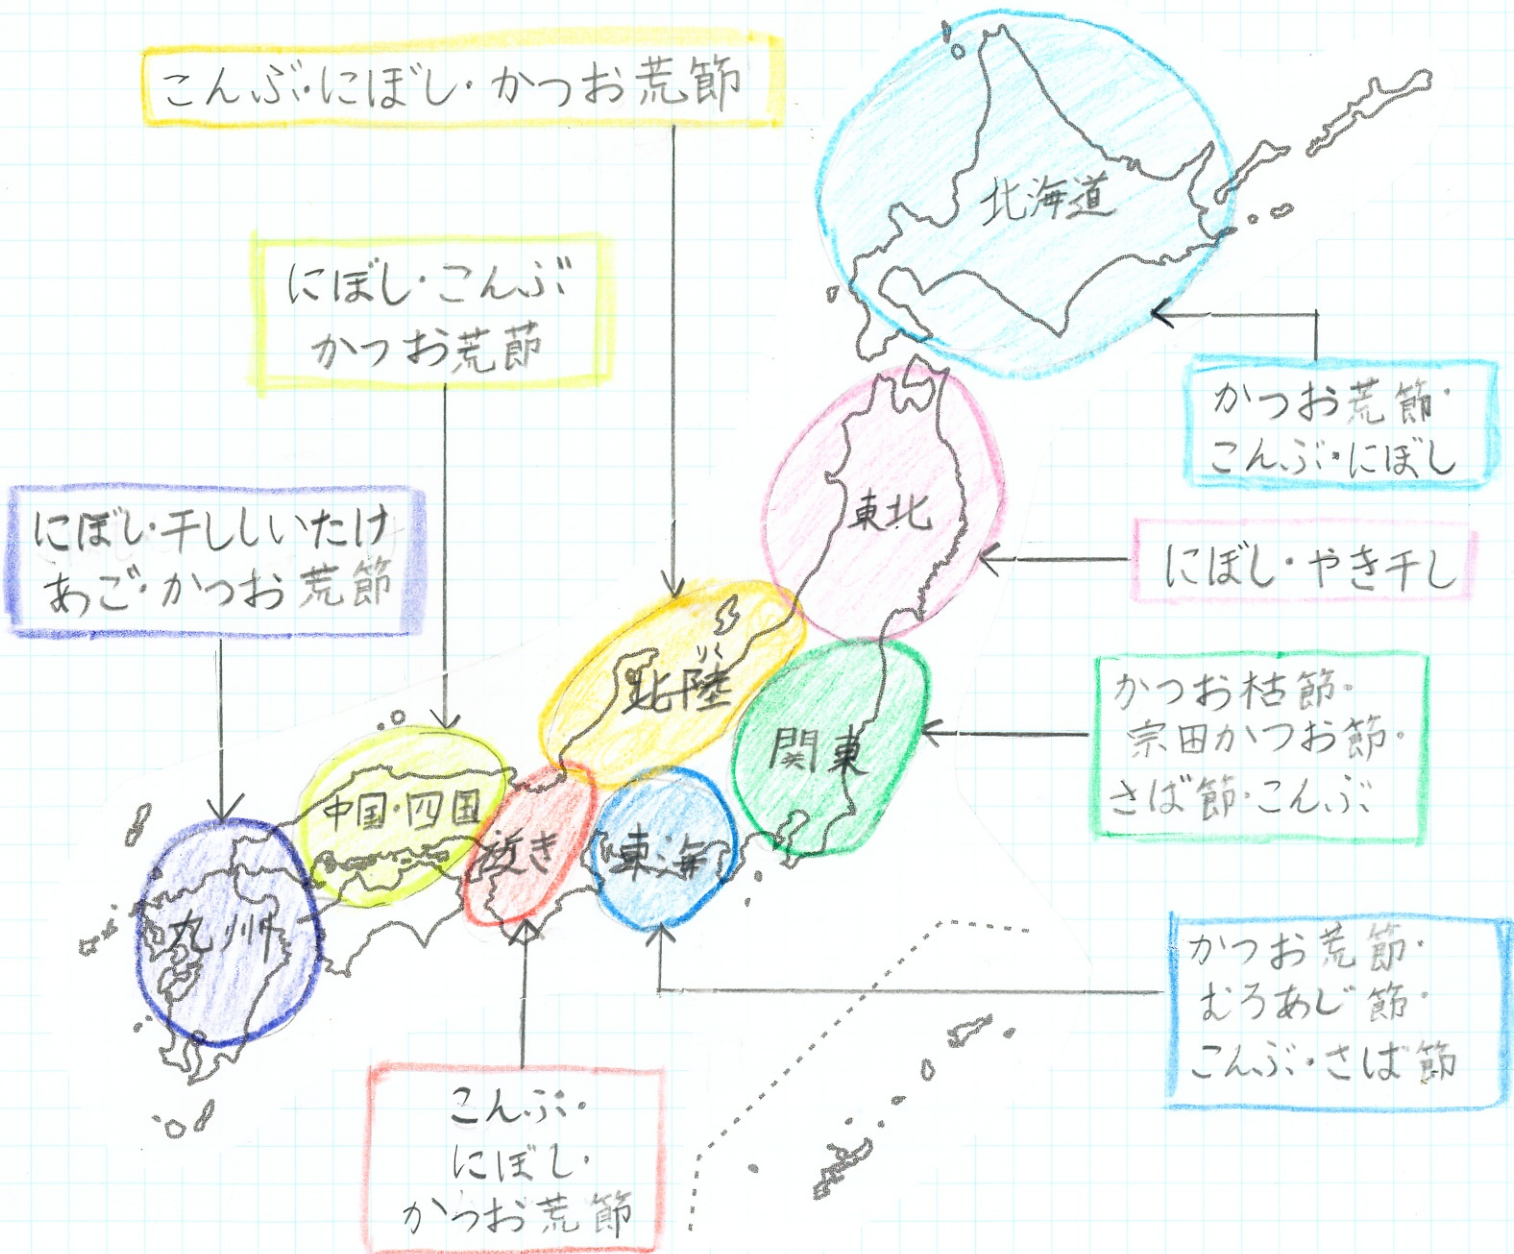 こんぶ・にぼし・かつお荒節
北海道
にぼし・こんぶ
かつお荒節
かつお荒節・
こんぶ・にぼし
にぼし・干ししいたけ
あご・かつお荒節
東北
にぼし・やき干し
りく
北陸
かつお枯節・
宗田かつお節・
さば節・こんぶ
関東
中国・四国
近き
東海
九州
かつお荒節・
むろあじ節・
こんぶ・さば節
こんぶ・
にぼし・
かつお荒節